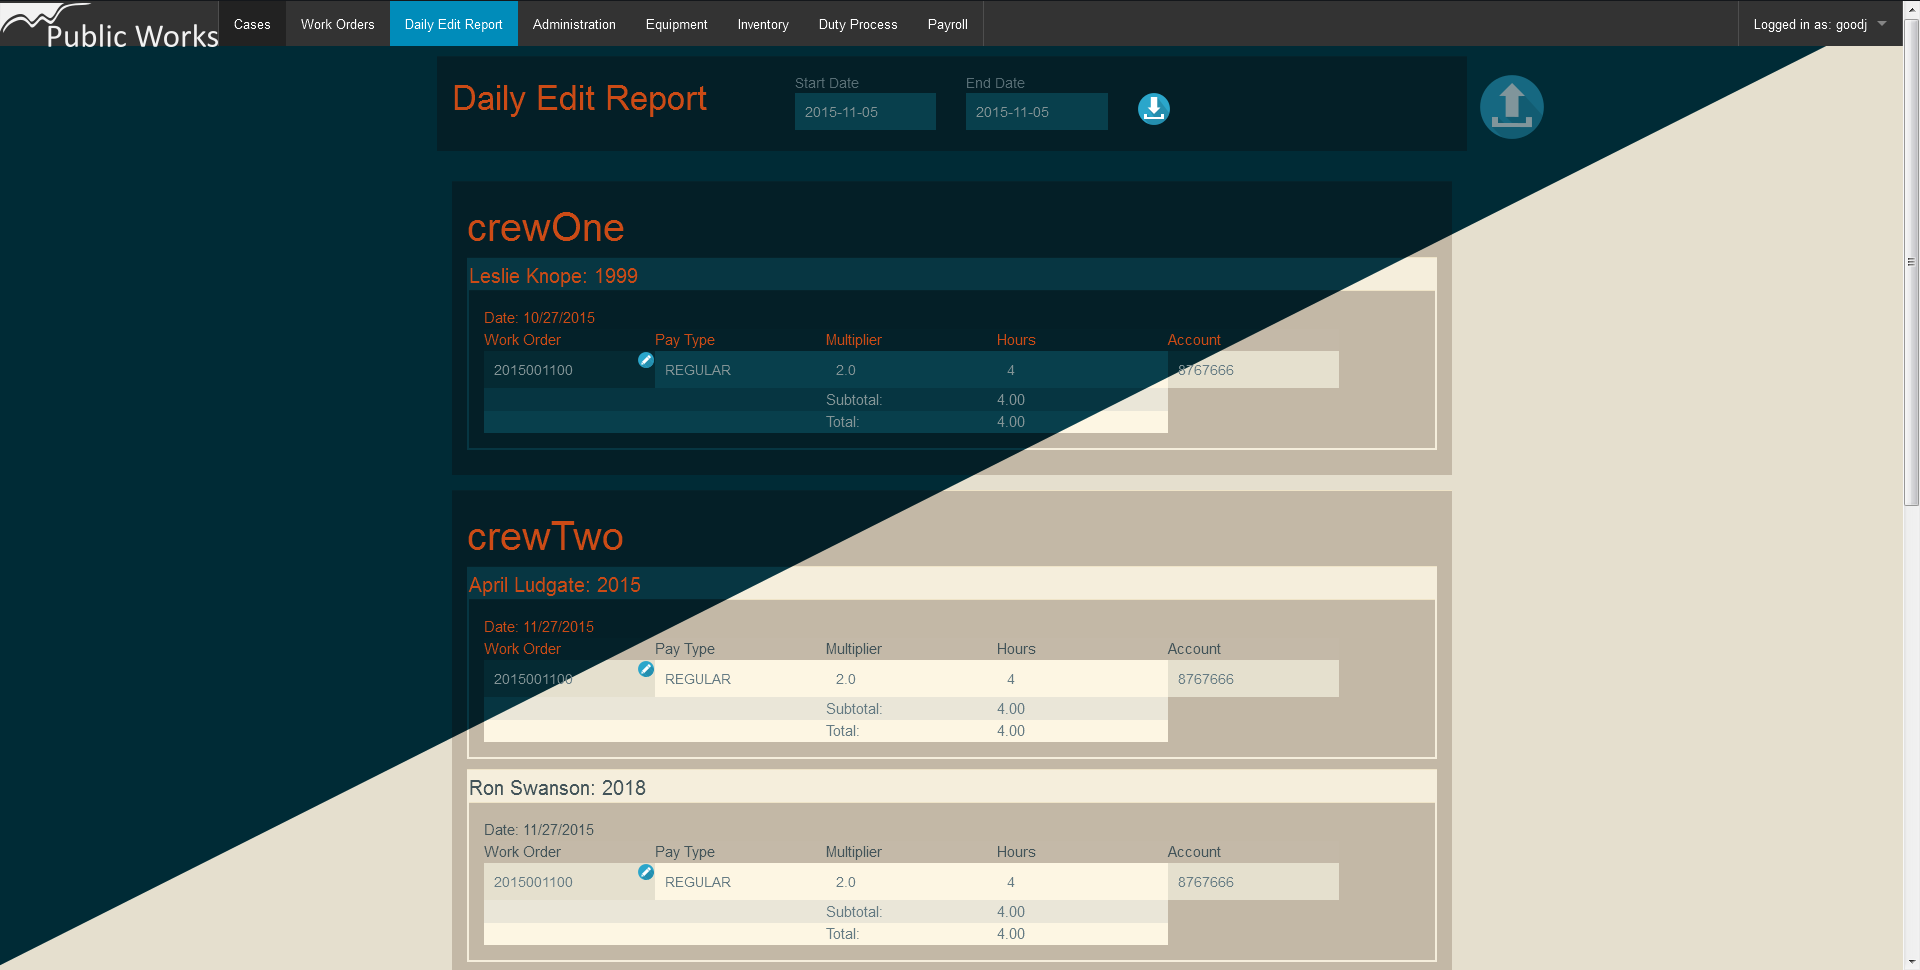 Public Works Cases Work Orders Daily Edit Report Administration Equipment Inventory Duty Process Payroll Logged in as: goodj
Daily Edit Report
Start Date End Date
2015-11-05 2015-11-05
crewOne
Leslie Knope: 1999
Date: 10/27/2015
Work Order Pay Type Multiplier Hours Account
2015001100 REGULAR 2.0 4 8767666
Subtotal: 4.00
Total: 4.00
crewTwo
April Ludgate: 2015
Date: 11/27/2015
Work Order Pay Type Multiplier Hours Account
2015001100 REGULAR 2.0 4 8767666
Subtotal: 4.00
Total: 4.00
Ron Swanson: 2018
Date: 11/27/2015
Work Order Pay Type Multiplier Hours Account
2015001100 REGULAR 2.0 4 8767666
Subtotal: 4.00
Total: 4.00